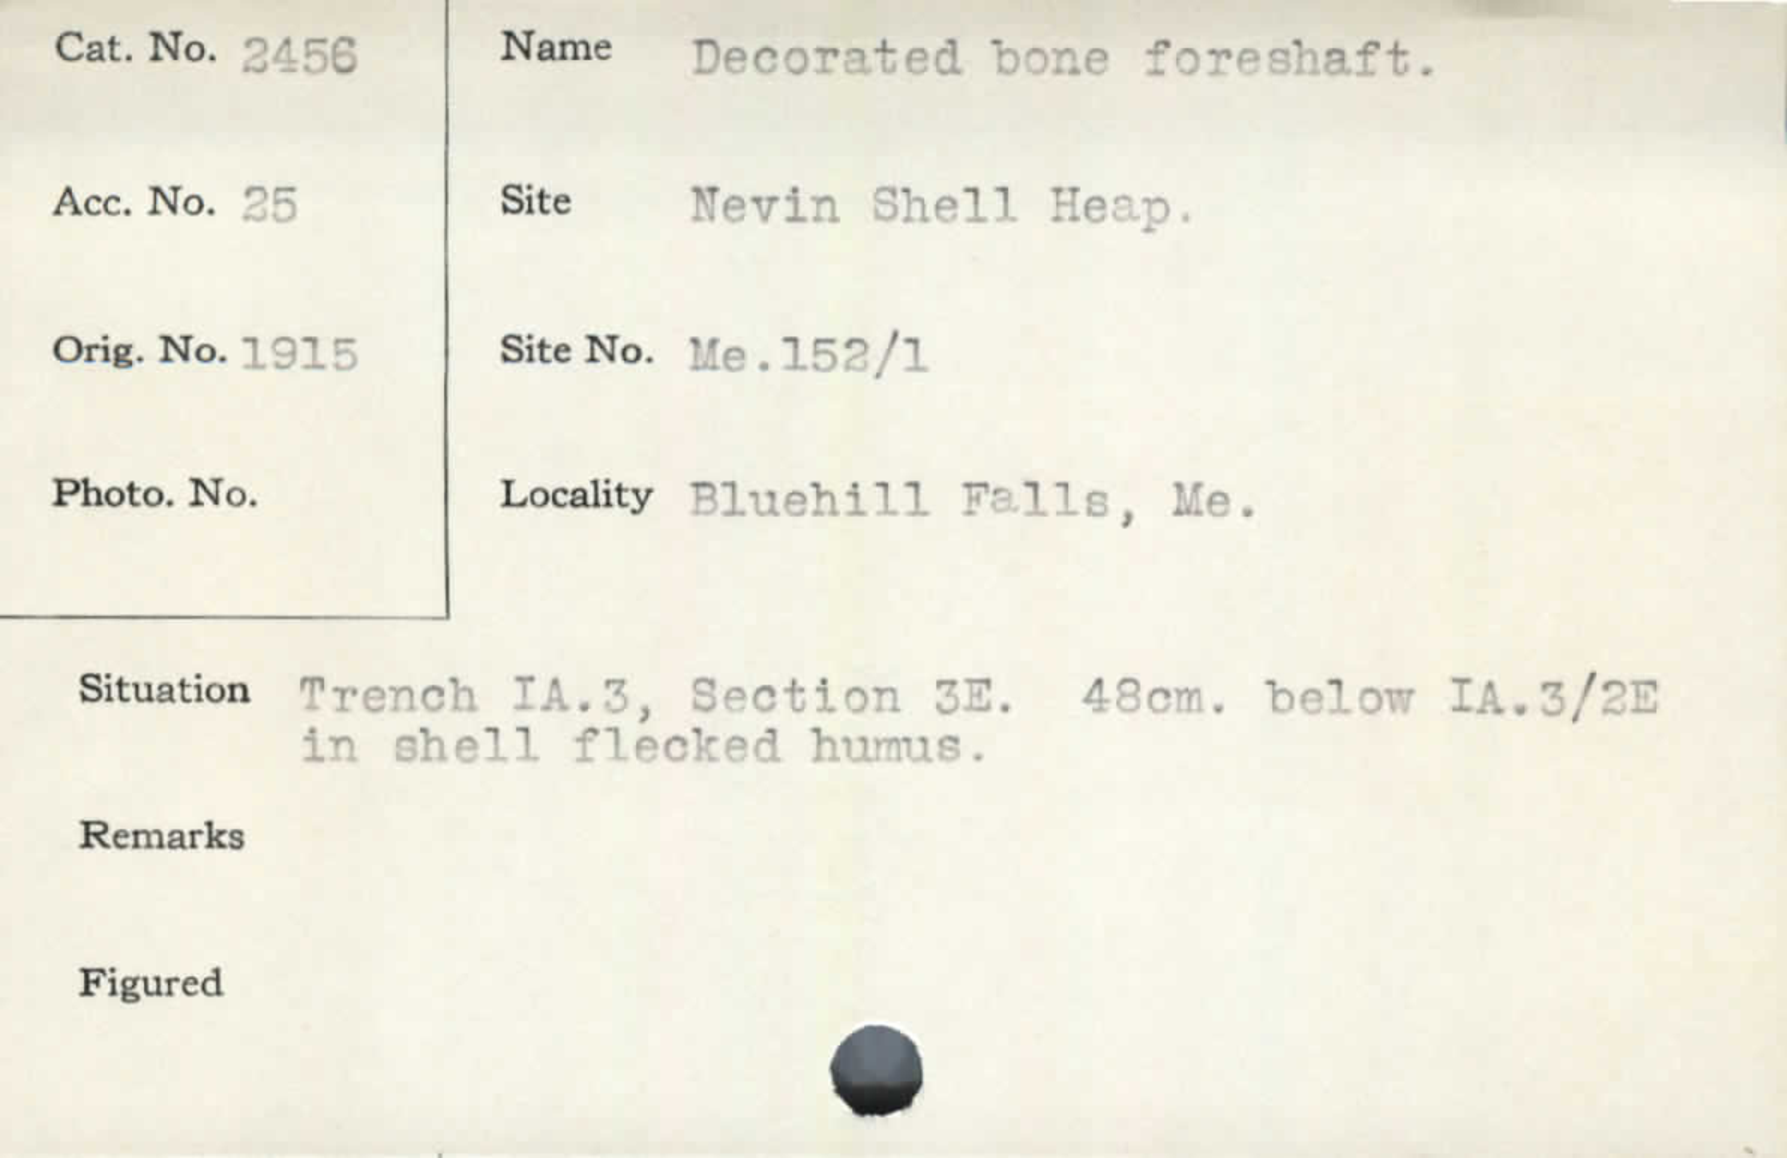 Cat. No. 2456
Name Decorated bone foreshaft.
Acc. No. 25
Site Nevin Shell Heap.
Orig. No. 1915
Site No. Me.152/1
Photo. No.
Locality Bluehill Falls, Me.
Situation Trench IA.3, Section 3E. 48cm. below IA.3/2E
in shell flecked humus.
Remarks
Figured